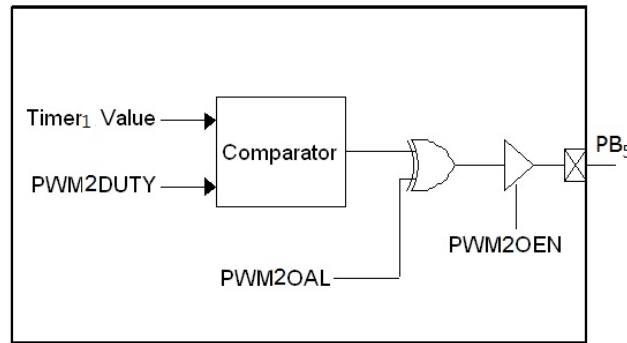 Timer1 Value
Comparator
PB5
PWM2DUTY
PWM2OEN
PWM2OAL